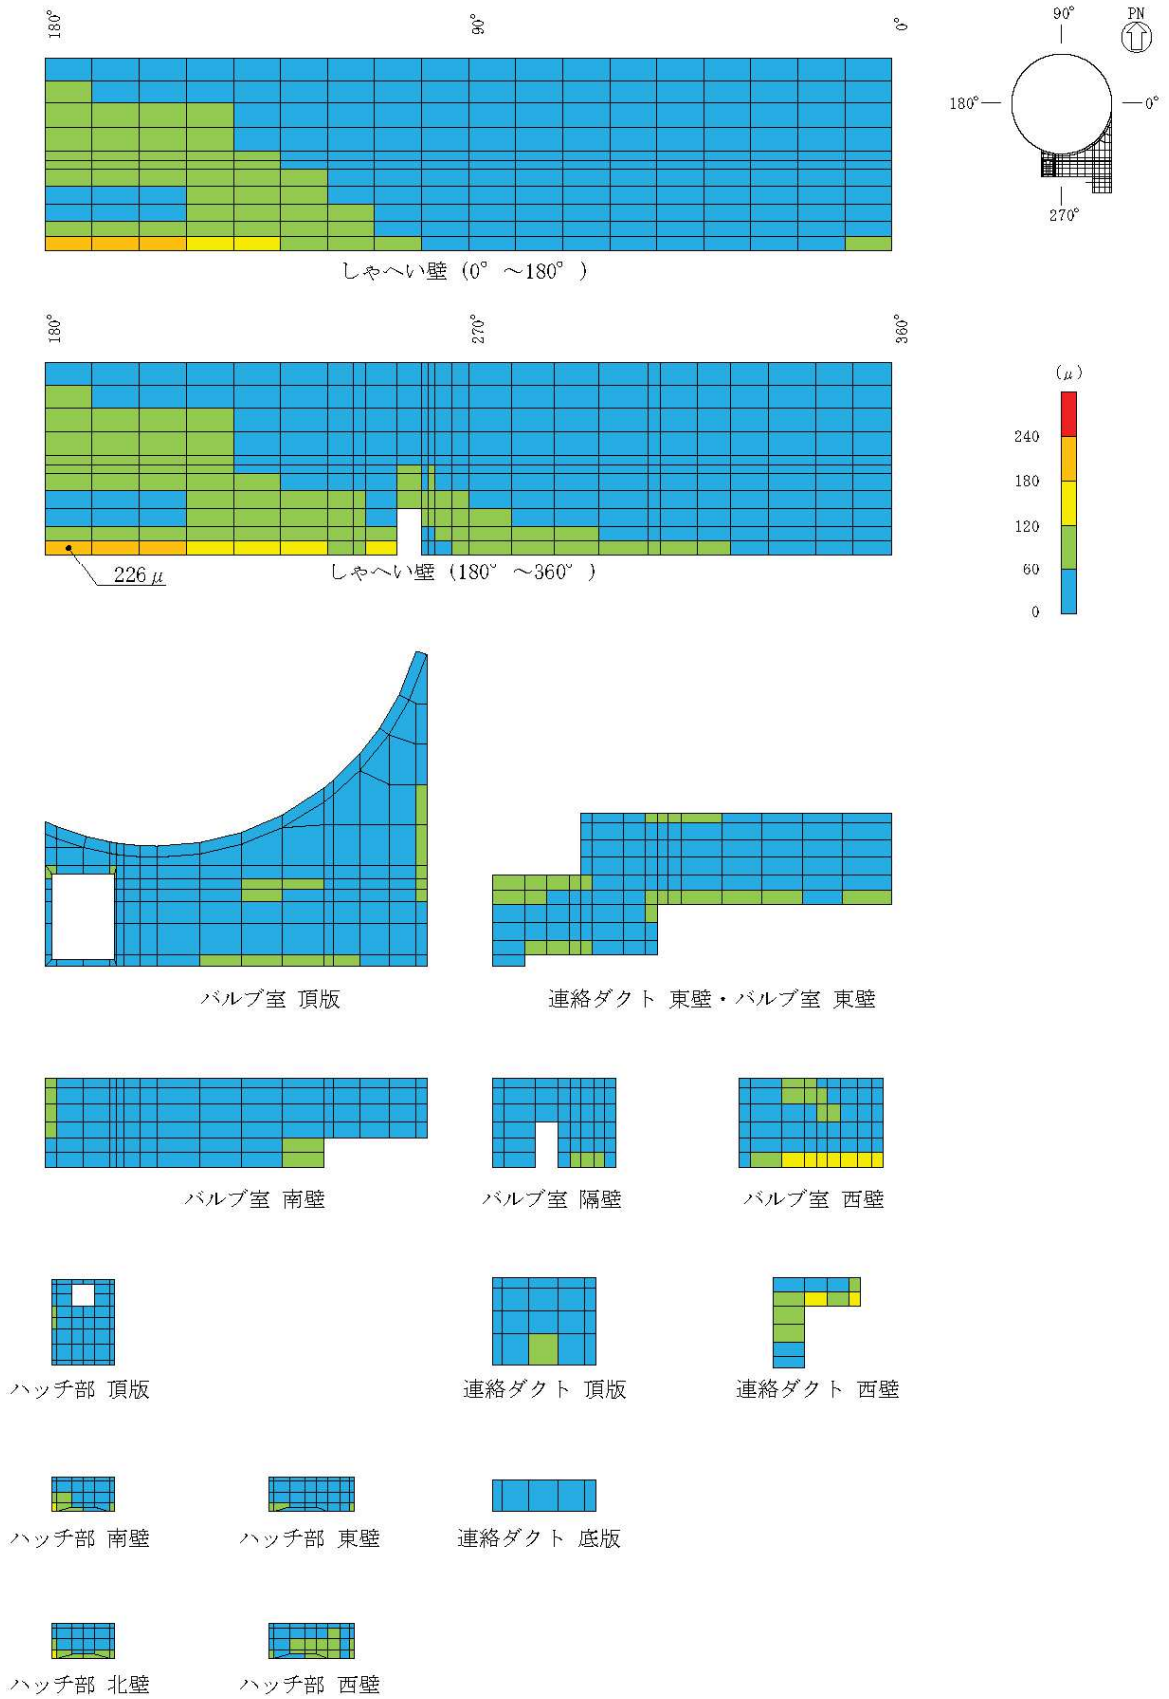 180°
90°
0°
しゃへい壁 (0° ～180° )
90°
PN
180°
0°
270°
180°
270°
360°
226μ
しゃへい壁 (180° ～360° )
(μ)
240
180
120
60
0
バルブ室 頂版
連絡ダクト 東壁・バルブ室 東壁
バルブ室 南壁
バルブ室 隔壁
バルブ室 西壁
ハッチ部 頂版
連絡ダクト 頂版
連絡ダクト 西壁
ハッチ部 南壁
ハッチ部 東壁
連絡ダクト 底版
ハッチ部 北壁
ハッチ部 西壁